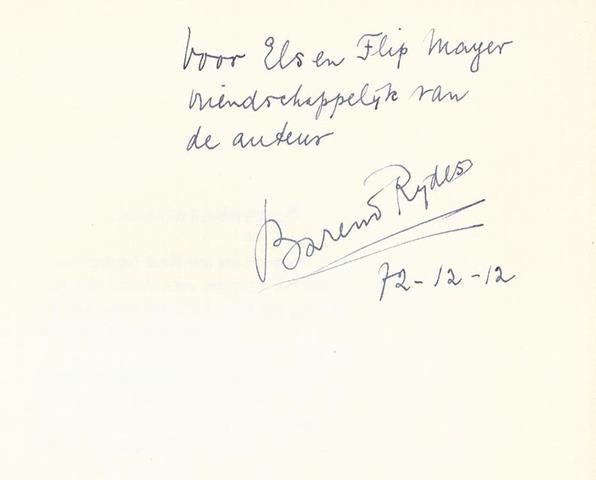 Voor Els en Flip Mayer
vriendschappelijk van
de auteur
Barend Rijdes
72-12-12